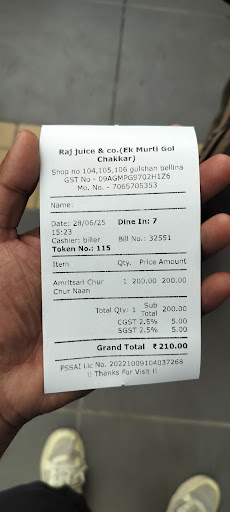 Raj juice & co.(Ek Murti Gol
Chakkar)
Shop no 104,105,106 gulshan bellina
GST No - 09AGMPG9702H1Z6
Mo. No. - 7065705353
Name:
Date: 28/06/25 Dine In: 7
15:23
Cashier: biller Bill No.: 32551
Token No.: 115
Item Qty. Price Amount
Amritsari Chur 1 200.00 200.00
Chur Naan
Total Qty: 1 Sub Total 200.00
CGST 2.5% 5.00
SGST 2.5% 5.00
Grand Total ₹ 210.00
FSSAI Lic No. 20221009104037268
!! Thanks For Visit !!